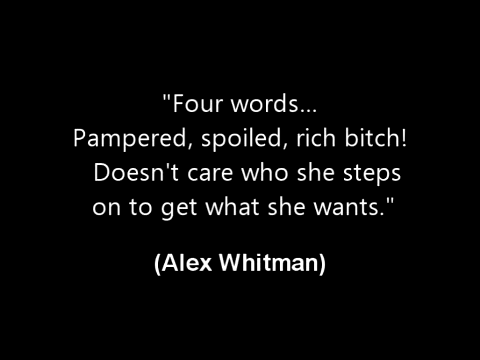 "Four words...
Pampered, spoiled, rich bitch!
Doesn't care who she steps
on to get what she wants."
(Alex Whitman)